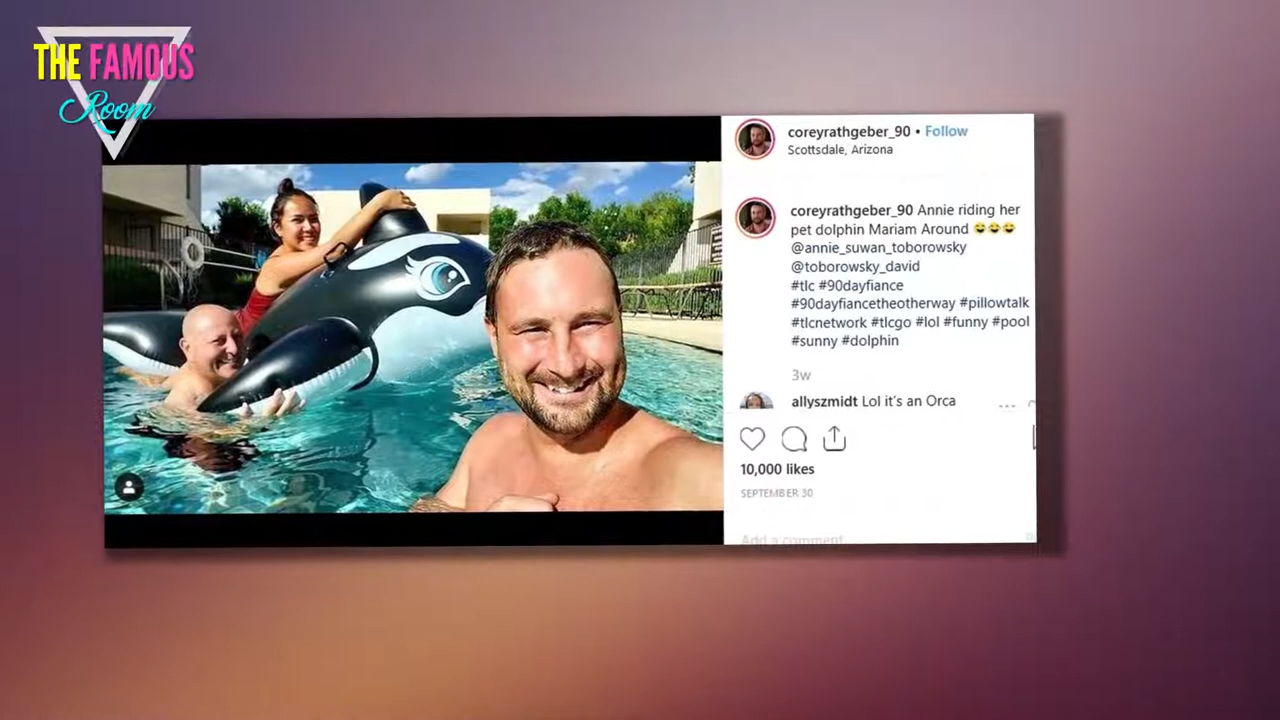 THE FAMOUS
Room
coreyrathgeber_90 • Follow
Scottsdale, Arizona
coreyrathgeber_90 Annie riding her
pet dolphin Mariam Around 😆😆😆
@annie_suwan_toborowsky
@toborowsky_david
#tlc #90dayfiance
#90dayfiancetheotherway #pillowtalk
#tlcnetwork #tlcgo #lol #funny #pool
#sunny #dolphin
3w
allyszmidt Lol it's an Orca
10,000 likes
SEPTEMBER 30
Add a comment